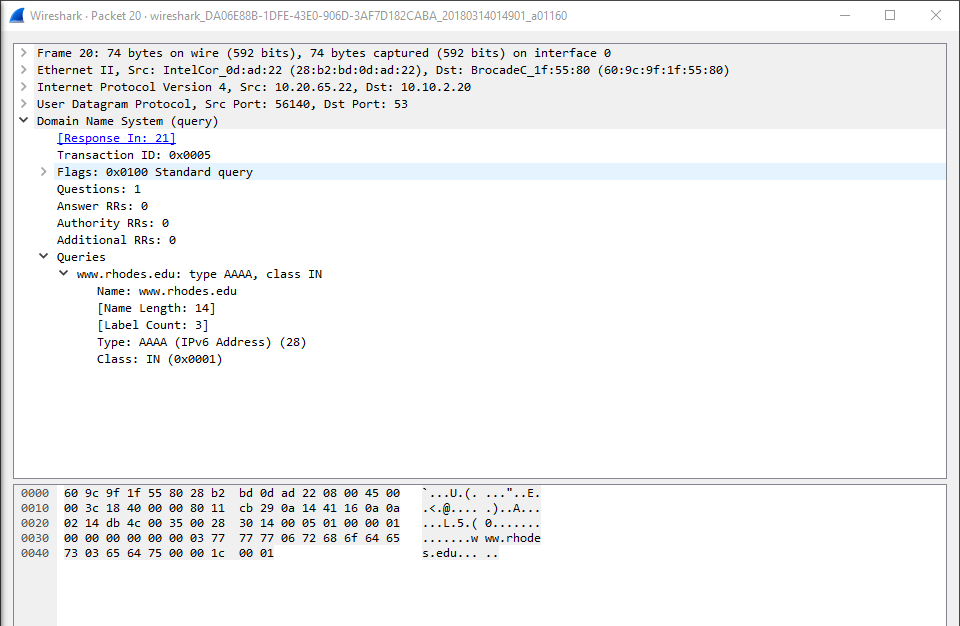 Wireshark · Packet 20 · wireshark_DA06E88B-1DFE-43E0-906D-3AF7D182CABA_20180314014901_a01160
Frame 20: 74 bytes on wire (592 bits), 74 bytes captured (592 bits) on interface 0
Ethernet II, Src: IntelCor_0d:ad:22 (28:b2:bd:0d:ad:22), Dst: BrocadeC_1f:55:80 (60:9c:9f:1f:55:80)
Internet Protocol Version 4, Src: 10.20.65.22, Dst: 10.10.2.20
User Datagram Protocol, Src Port: 56140, Dst Port: 53
Domain Name System (query)
[Response In: 21]
Transaction ID: 0x0005
Flags: 0x0100 Standard query
Questions: 1
Answer RRs: 0
Authority RRs: 0
Additional RRs: 0
Queries
www.rhodes.edu: type AAAA, class IN
Name: www.rhodes.edu
[Name Length: 14]
[Label Count: 3]
Type: AAAA (IPv6 Address) (28)
Class: IN (0x0001)
0000 60 9c 9f 1f 55 80 28 b2 bd 0d ad 22 08 00 45 00 `...U.(. ..."..E.
0010 00 3c 18 40 00 00 80 11 cb 29 0a 14 41 16 0a 0a .<.@.... .)..A...
0020 02 14 db 4c 00 35 00 28 30 14 00 05 01 00 00 01 ...L.5.( 0.......
0030 00 00 00 00 00 00 03 77 77 77 06 72 68 6f 64 65 .......w ww.rhode
0040 73 03 65 64 75 00 00 1c 00 01 s.edu... ..